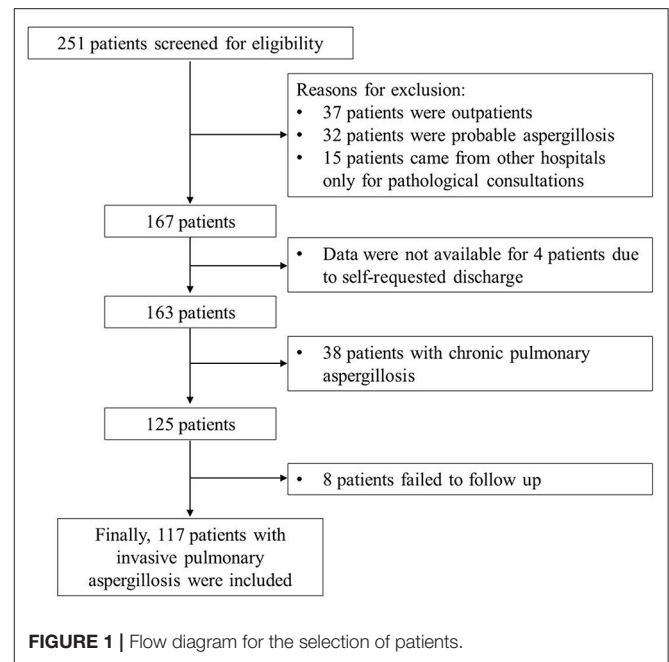 251 patients screened for eligibility
Reasons for exclusion:
• 37 patients were outpatients
• 32 patients were probable aspergillosis
• 15 patients came from other hospitals
only for pathological consultations
167 patients
• Data were not available for 4 patients due
to self-requested discharge
163 patients
• 38 patients with chronic pulmonary
aspergillosis
125 patients
• 8 patients failed to follow up
Finally, 117 patients with
invasive pulmonary
aspergillosis were included
FIGURE 1 | Flow diagram for the selection of patients.